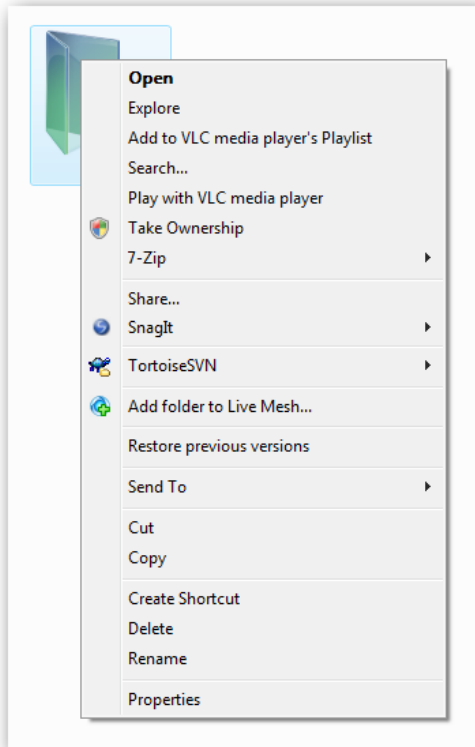 Open
Explore
Add to VLC media player's Playlist
Search...
Play with VLC media player
Take Ownership
7-Zip
Share...
SnagIt
TortoiseSVN
Add folder to Live Mesh...
Restore previous versions
Send To
Cut
Copy
Create Shortcut
Delete
Rename
Properties